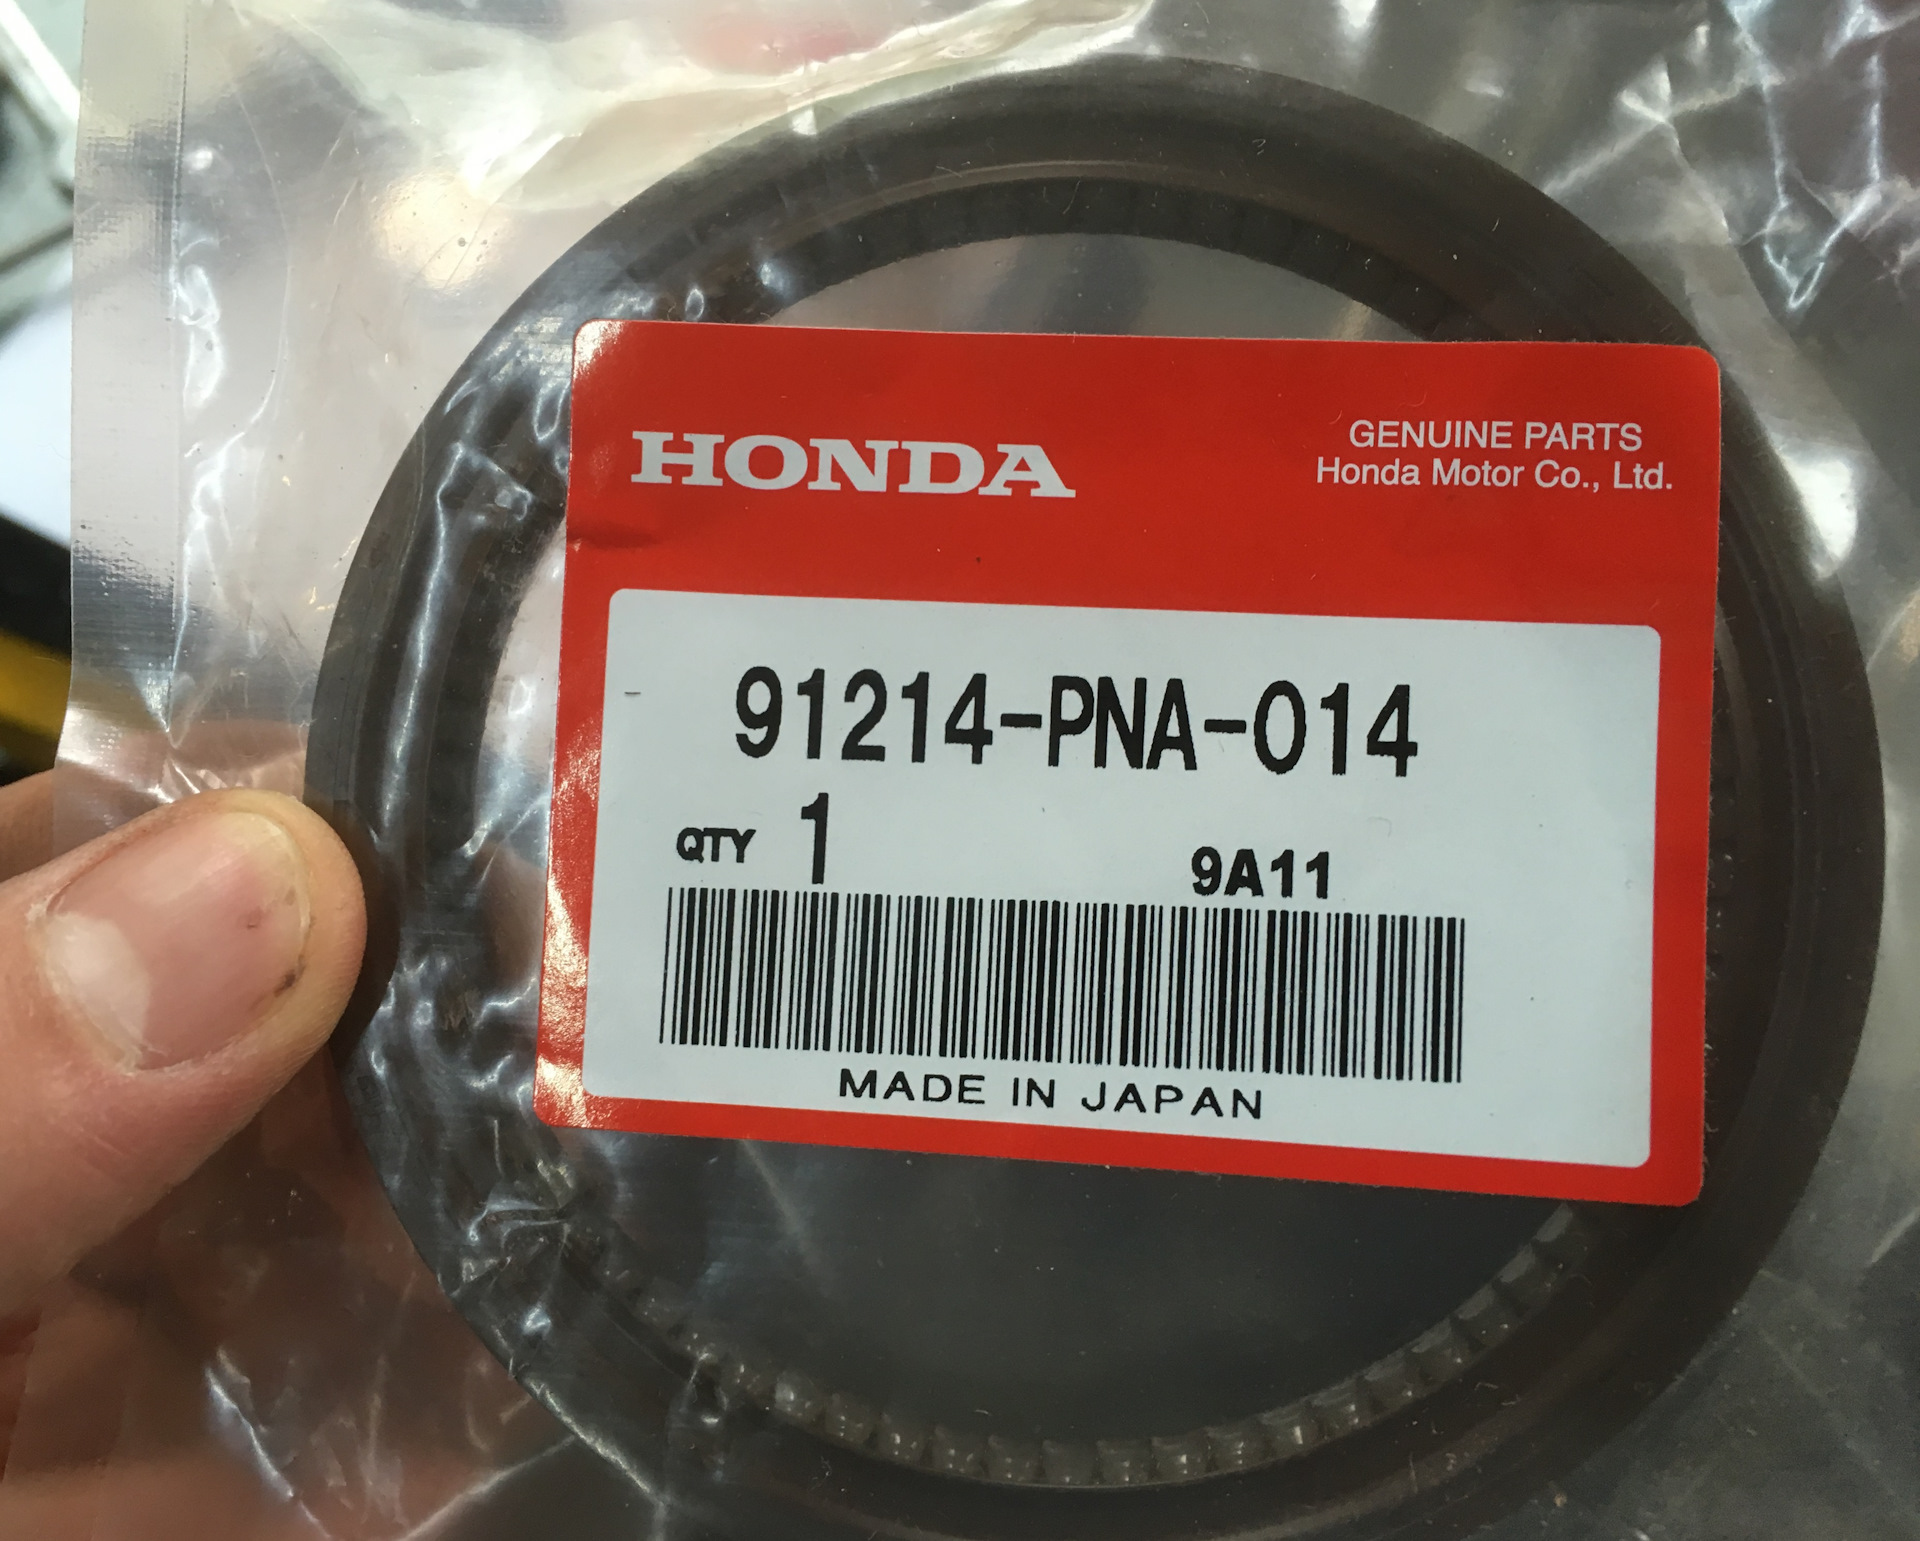 HONDA
GENUINE PARTS
Honda Motor Co., Ltd.
91214-PNA-014
QTY 1
9A11
MADE IN JAPAN